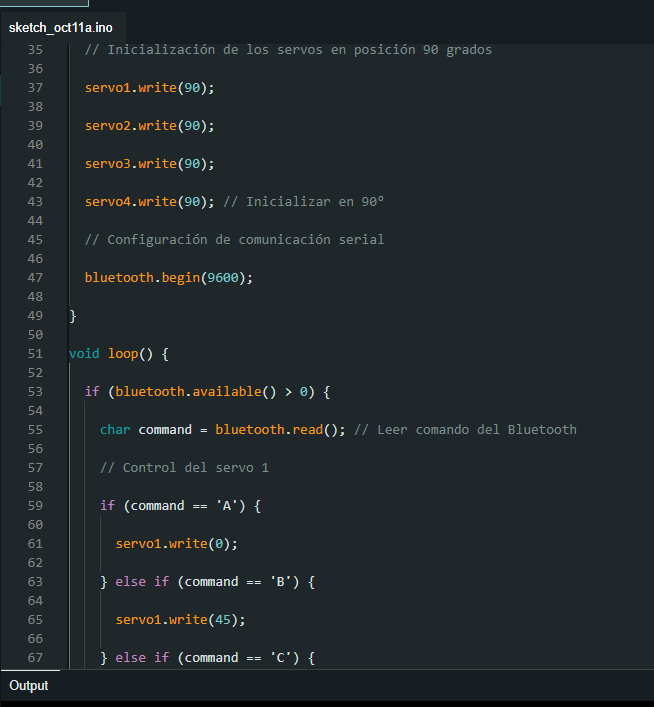 sketch_oct11a.ino
35 // Inicialización de los servos en posición 90 grados
36
37 servo1.write(90);
38
39 servo2.write(90);
40
41 servo3.write(90);
42
43 servo4.write(90); // Inicializar en 90°
44
45 // Configuración de comunicación serial
46
47 bluetooth.begin(9600);
48
49 }
50
51 void loop() {
52
53 if (bluetooth.available() > 0) {
54
55 char command = bluetooth.read(); // Leer comando del Bluetooth
56
57 // Control del servo 1
58
59 if (command == 'A') {
60
61 servo1.write(0);
62
63 } else if (command == 'B') {
64
65 servo1.write(45);
66
67 } else if (command == 'C') {
Output